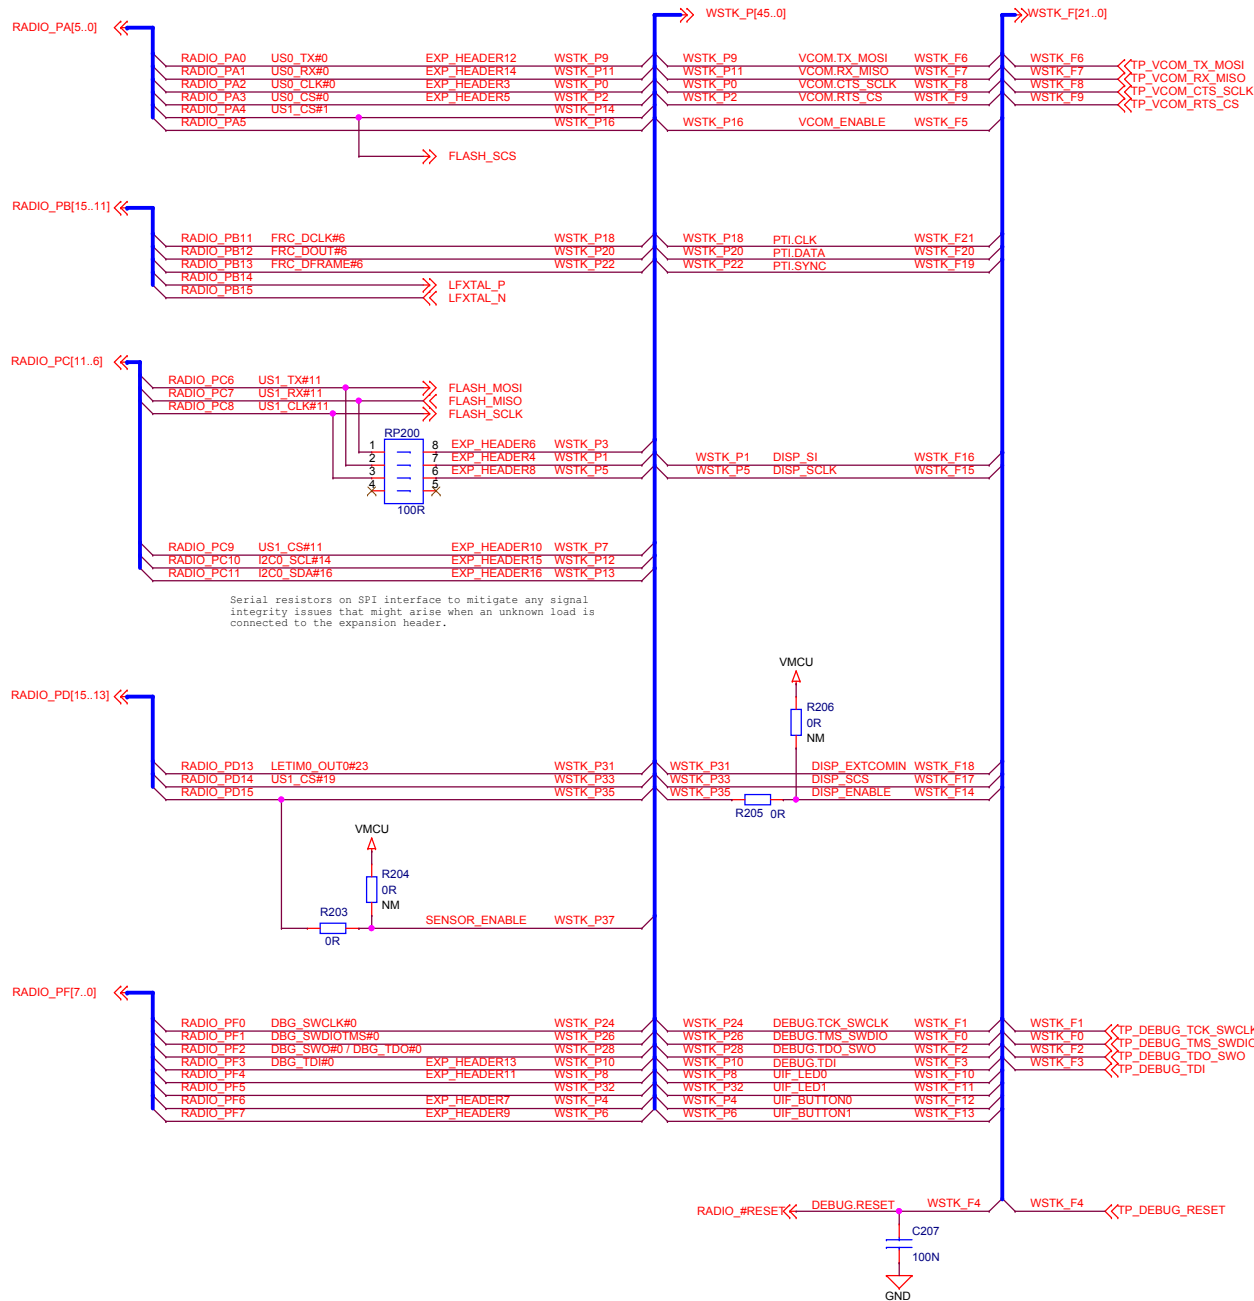 WSTK_P[45..0] WSTK_F[21..0]
RADIO_PA[5..0]
RADIO_PA0 US0_TX#0 EXP_HEADER12 WSTK_P9 WSTK_P9 VCOM.TX_MOSI WSTK_F6 WSTK_F6 TP_VCOM_TX_MOSI
RADIO_PA1 US0_RX#0 EXP_HEADER14 WSTK_P11 WSTK_P11 VCOM.RX_MISO WSTK_F7 WSTK_F7 TP_VCOM_RX_MISO
RADIO_PA2 US0_CLK#0 EXP_HEADER3 WSTK_P0 WSTK_P0 VCOM.CTS_SCLK WSTK_F8 WSTK_F8 TP_VCOM_CTS_SCLK
RADIO_PA3 US0_CS#0 EXP_HEADER5 WSTK_P2 WSTK_P2 VCOM.RTS_CS WSTK_F9 WSTK_F9 TP_VCOM_RTS_CS
RADIO_PA4 US1_CS#1 WSTK_P14
RADIO_PA5 WSTK_P16 WSTK_P16 VCOM_ENABLE WSTK_F5
FLASH_SCS
RADIO_PB[15..11]
RADIO_PB11 FRC_DCLK#6 WSTK_P18 WSTK_P18 PTI.CLK WSTK_F21
RADIO_PB12 FRC_DOUT#6 WSTK_P20 WSTK_P20 PTI.DATA WSTK_F20
RADIO_PB13 FRC_DFRAME#6 WSTK_P22 WSTK_P22 PTI.SYNC WSTK_F19
RADIO_PB14 LFXTAL_P
RADIO_PB15 LFXTAL_N
RADIO_PC[11..6]
RADIO_PC6 US1_TX#11 FLASH_MOSI
RADIO_PC7 US1_RX#11 FLASH_MISO
RADIO_PC8 US1_CLK#11 FLASH_SCLK
RP200
1 8 EXP_HEADER6 WSTK_P3
2 7 EXP_HEADER4 WSTK_P1 WSTK_P1 DISP_SI WSTK_F16
3 6 EXP_HEADER8 WSTK_P5 WSTK_P5 DISP_SCLK WSTK_F15
4 5
100R
RADIO_PC9 US1_CS#11 EXP_HEADER10 WSTK_P7
RADIO_PC10 I2C0_SCL#14 EXP_HEADER15 WSTK_P12
RADIO_PC11 I2C0_SDA#16 EXP_HEADER16 WSTK_P13
Serial resistors on SPI interface to mitigate any signal
integrity issues that might arise when an unknown load is
connected to the expansion header.
VMCU
RADIO_PD[15..13]
R206
0R
NM
RADIO_PD13 LETIM0_OUT0#23 WSTK_P31 WSTK_P31 DISP_EXTCOMIN WSTK_F18
RADIO_PD14 US1_CS#19 WSTK_P33 WSTK_P33 DISP_SCS WSTK_F17
RADIO_PD15 WSTK_P35 WSTK_P35 DISP_ENABLE WSTK_F14
R205 0R
VMCU
R204
0R
NM
R203
0R
SENSOR_ENABLE WSTK_P37
RADIO_PF[7..0]
RADIO_PF0 DBG_SWCLK#0 WSTK_P24 WSTK_P24 DEBUG.TCK_SWCLK WSTK_F1 WSTK_F1 TP_DEBUG_TCK_SWCLK
RADIO_PF1 DBG_SWDIOTMS#0 WSTK_P26 WSTK_P26 DEBUG.TMS_SWDIO WSTK_F0 WSTK_F0 TP_DEBUG_TMS_SWDIO
RADIO_PF2 DBG_SWO#0 / DBG_TDO#0 WSTK_P28 WSTK_P28 DEBUG.TDO_SWO WSTK_F2 WSTK_F2 TP_DEBUG_TDO_SWO
RADIO_PF3 DBG_TDI#0 EXP_HEADER13 WSTK_P10 WSTK_P10 DEBUG.TDI WSTK_F3 WSTK_F3 TP_DEBUG_TDI
RADIO_PF4 EXP_HEADER11 WSTK_P8 WSTK_P8 UIF_LED0 WSTK_F10
RADIO_PF5 WSTK_P32 WSTK_P32 UIF_LED1 WSTK_F11
RADIO_PF6 EXP_HEADER7 WSTK_P4 WSTK_P4 UIF_BUTTON0 WSTK_F12
RADIO_PF7 EXP_HEADER9 WSTK_P6 WSTK_P6 UIF_BUTTON1 WSTK_F13
RADIO_#RESET DEBUG.RESET WSTK_F4 WSTK_F4 TP_DEBUG_RESET
C207
100N
GND